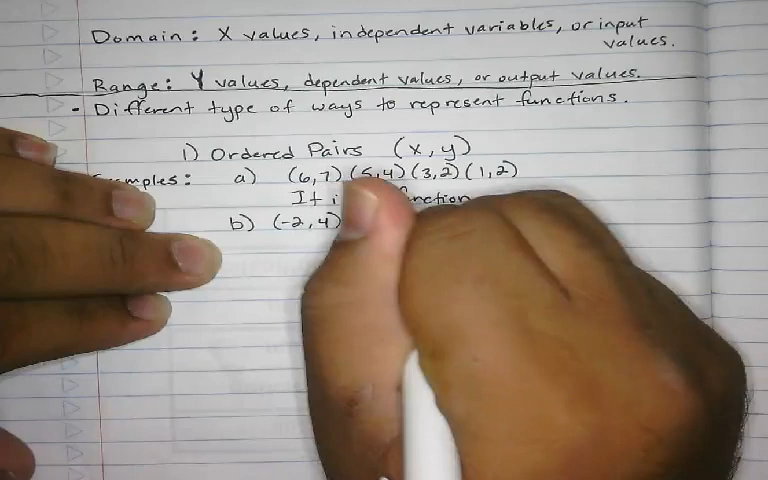 Domain: X values, independent variables, or input
values.
Range: Y values, dependent values, or output values.
- Different type of ways to represent functions.
1) Ordered Pairs (x,y)
a) (6,7) (5,4) (3,2) (1,2)
It
b) (-2,4)